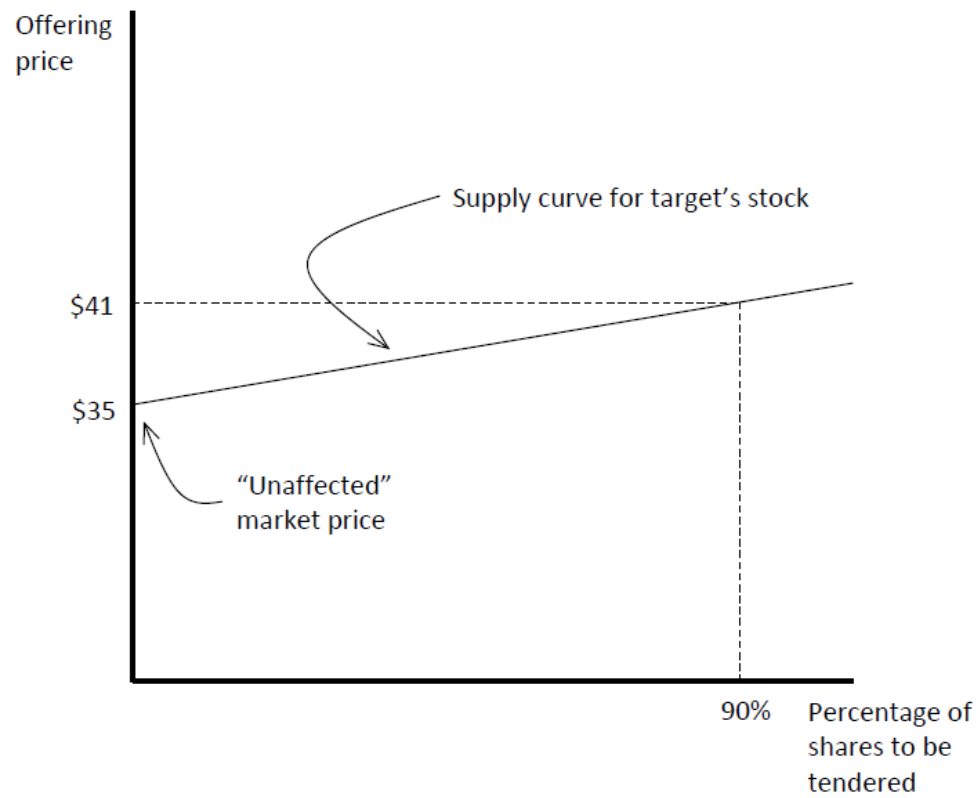 Offering
price
Supply curve for target’s stock
$41
$35
“Unaffected”
market price
90%
Percentage of
shares to be
tendered